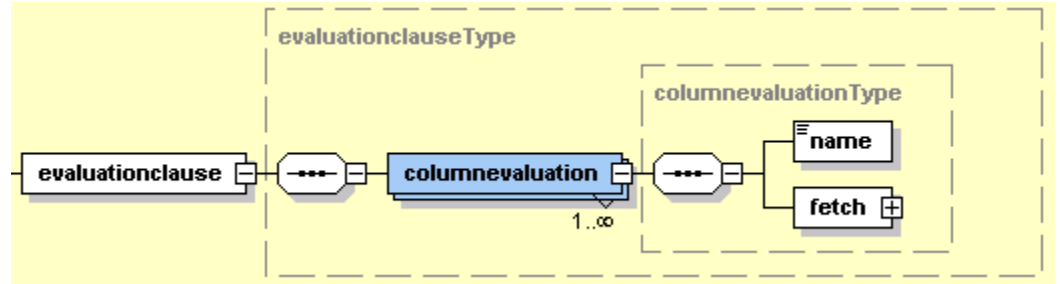 evaluationclauseType
columnevaluationType
name
evaluationclause
columnevaluation
fetch
1..∞